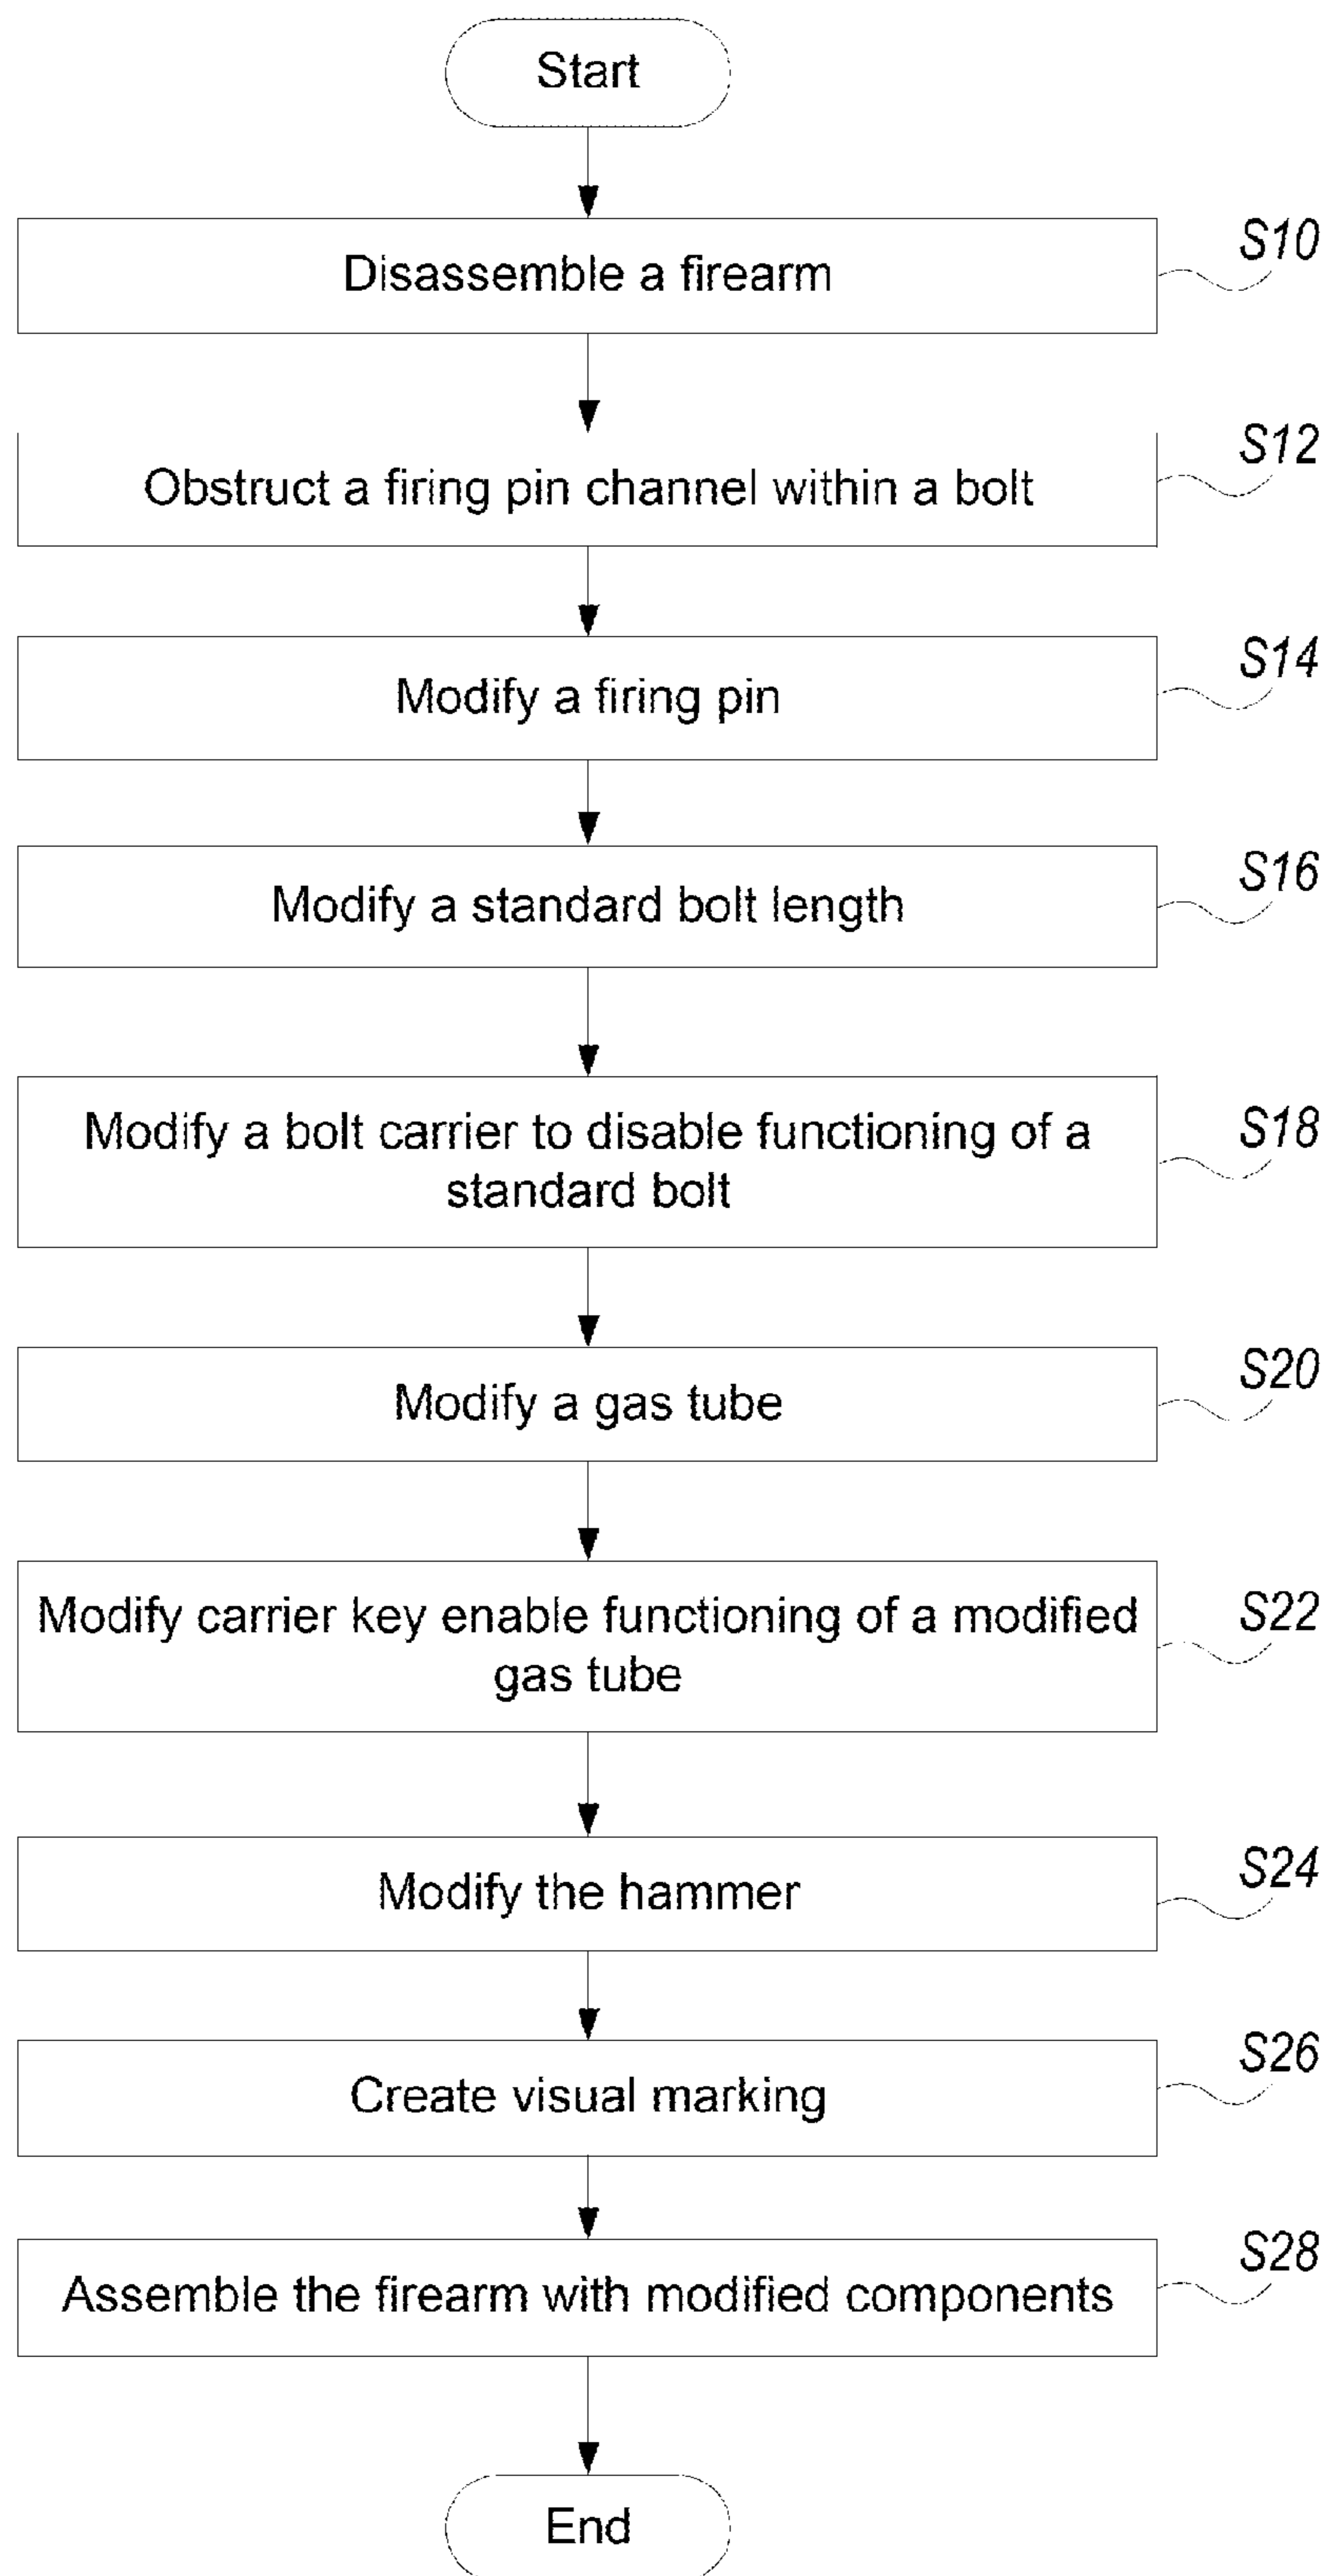 Start
Disassemble a firearm
S10
Obstruct a firing pin channel within a bolt
S12
Modify a firing pin
S14
Modify a standard bolt length
S16
Modify a bolt carrier to disable functioning of a
standard bolt
S18
Modify a gas tube
S20
Modify carrier key enable functioning of a modified
gas tube
S22
Modify the hammer
S24
Create visual marking
S26
Assemble the firearm with modified components
S28
End